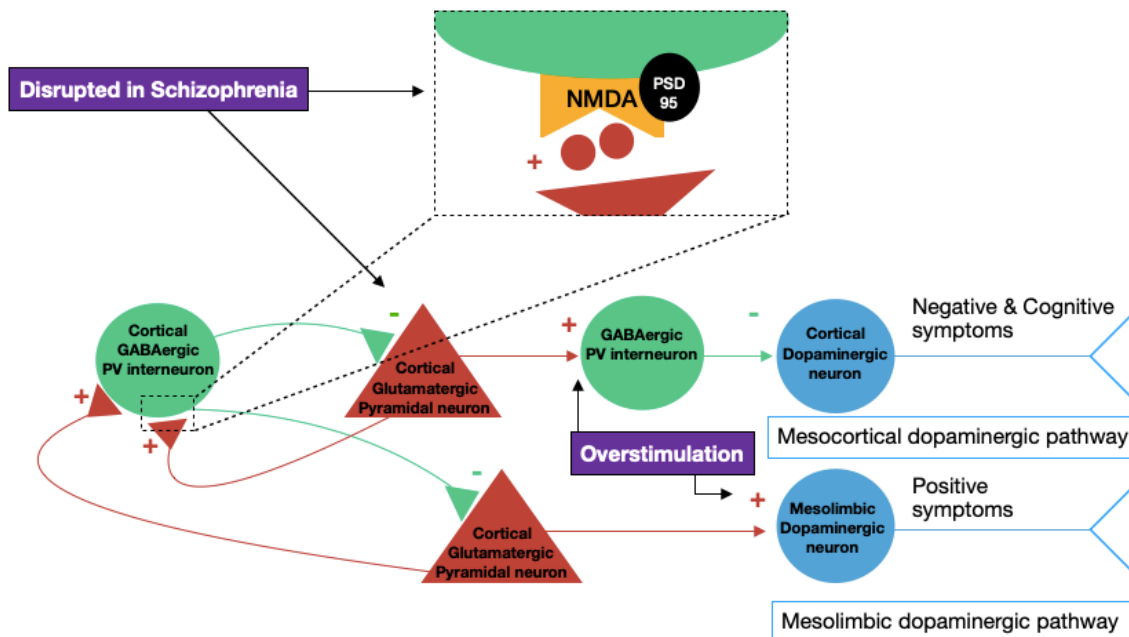 Disrupted in Schizophrenia
PSD
95
NMDA
+
-
Cortical
GABAergic
PV interneuron
+
+
Cortical
Glutamatergic
Pyramidal neuron
+
GABAergic
PV interneuron
-
Cortical
Dopaminergic
neuron
Negative & Cognitive
symptoms
Mesocortical dopaminergic pathway
Overstimulation
-
Cortical
Glutamatergic
Pyramidal neuron
+
Mesolimbic
Dopaminergic
neuron
Positive
symptoms
Mesolimbic dopaminergic pathway